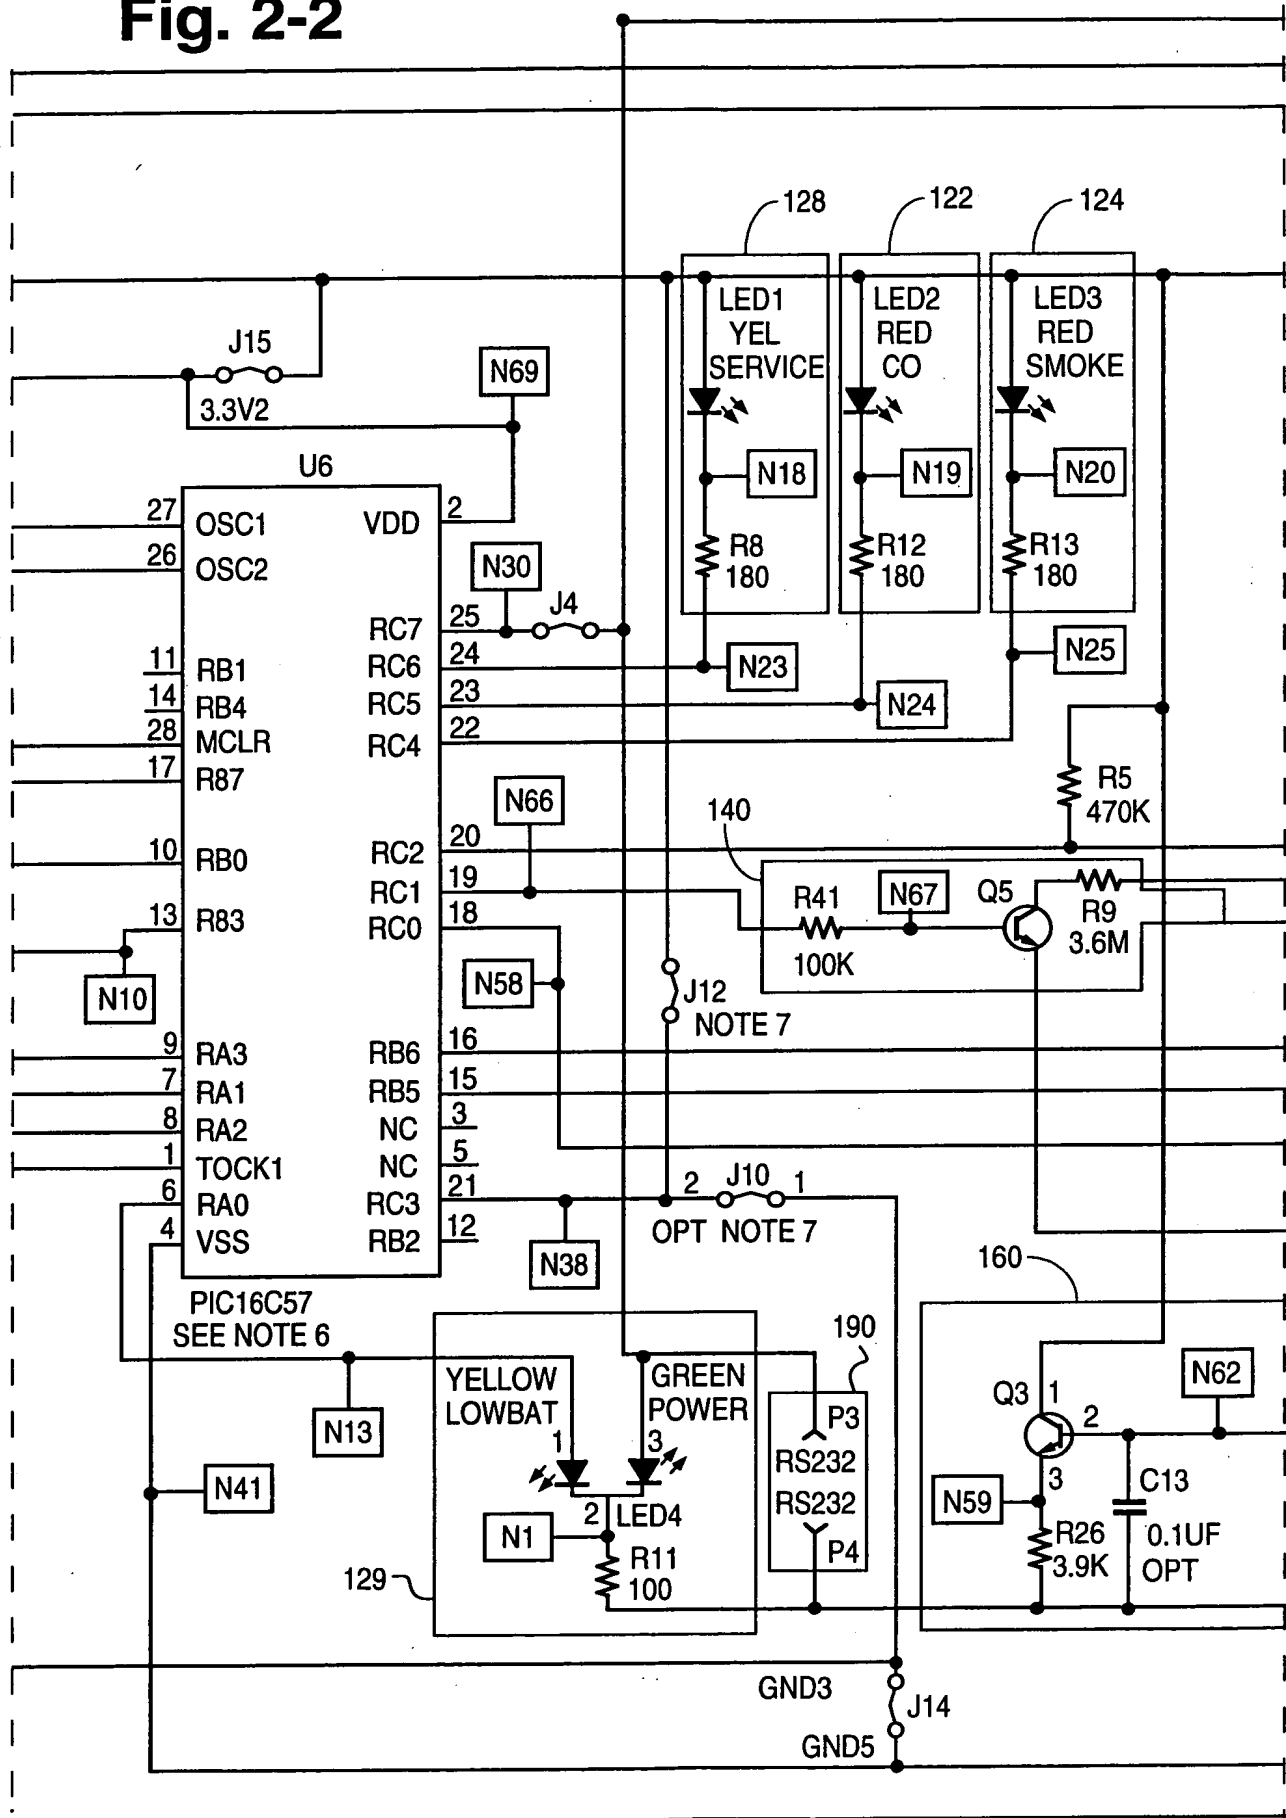 Fig. 2-2
128
122
124
LED1
YEL
SERVICE
LED2
RED
CO
LED3
RED
SMOKE
J15
3.3V2
N69
U6
N18
N19
N20
27 OSC1
VDD 2
26 OSC2
R8
180
R12
180
R13
180
N30
J4
RC7 25
11 RB1
RC6 24
N23
N25
14 RB4
RC5 23
N24
28 MCLR
RC4 22
17 R87
R5
470K
N66
140
10 RB0
RC2 20
RC1 19
13 R83
RC0 18
R41
100K
N67
Q5
R9
3.6M
N10
N58
J12
NOTE 7
9 RA3
RB6 16
7 RA1
RB5 15
8 RA2
NC 3
1 TOCK1
NC 5
6 RA0
RC3 21
2 J10 1
OPT NOTE 7
4 VSS
RB2 12
N38
160
PIC16C57
SEE NOTE 6
190
YELLOW
LOWBAT
GREEN
POWER
N13
1
3
P3
RS232
RS232
P4
Q3
1
2
3
N62
N41
N1
2 LED4
N59
C13
0.1UF
OPT
R11
100
R26
3.9K
129
GND3
J14
GND5